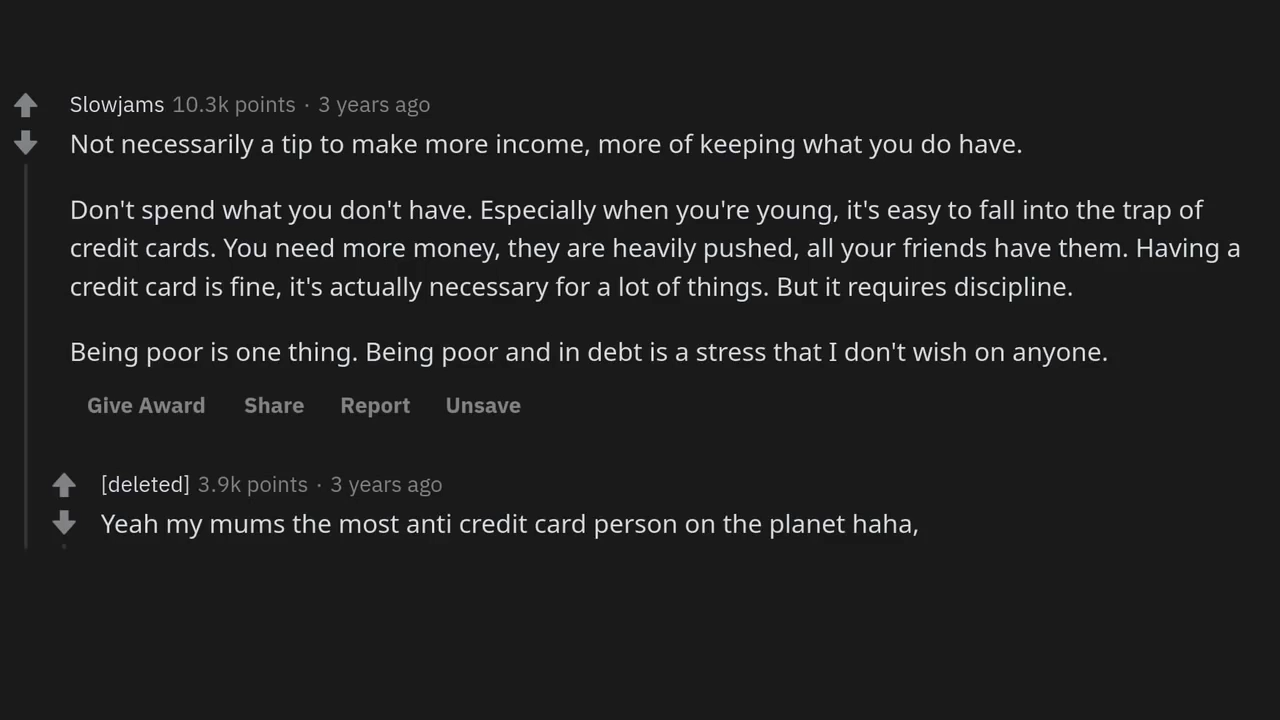 Slowjams 10.3k points · 3 years ago
Not necessarily a tip to make more income, more of keeping what you do have.
Don't spend what you don't have. Especially when you're young, it's easy to fall into the trap of
credit cards. You need more money, they are heavily pushed, all your friends have them. Having a
credit card is fine, it's actually necessary for a lot of things. But it requires discipline.
Being poor is one thing. Being poor and in debt is a stress that I don't wish on anyone.
Give Award Share Report Unsave
[deleted] 3.9k points · 3 years ago
Yeah my mums the most anti credit card person on the planet haha,